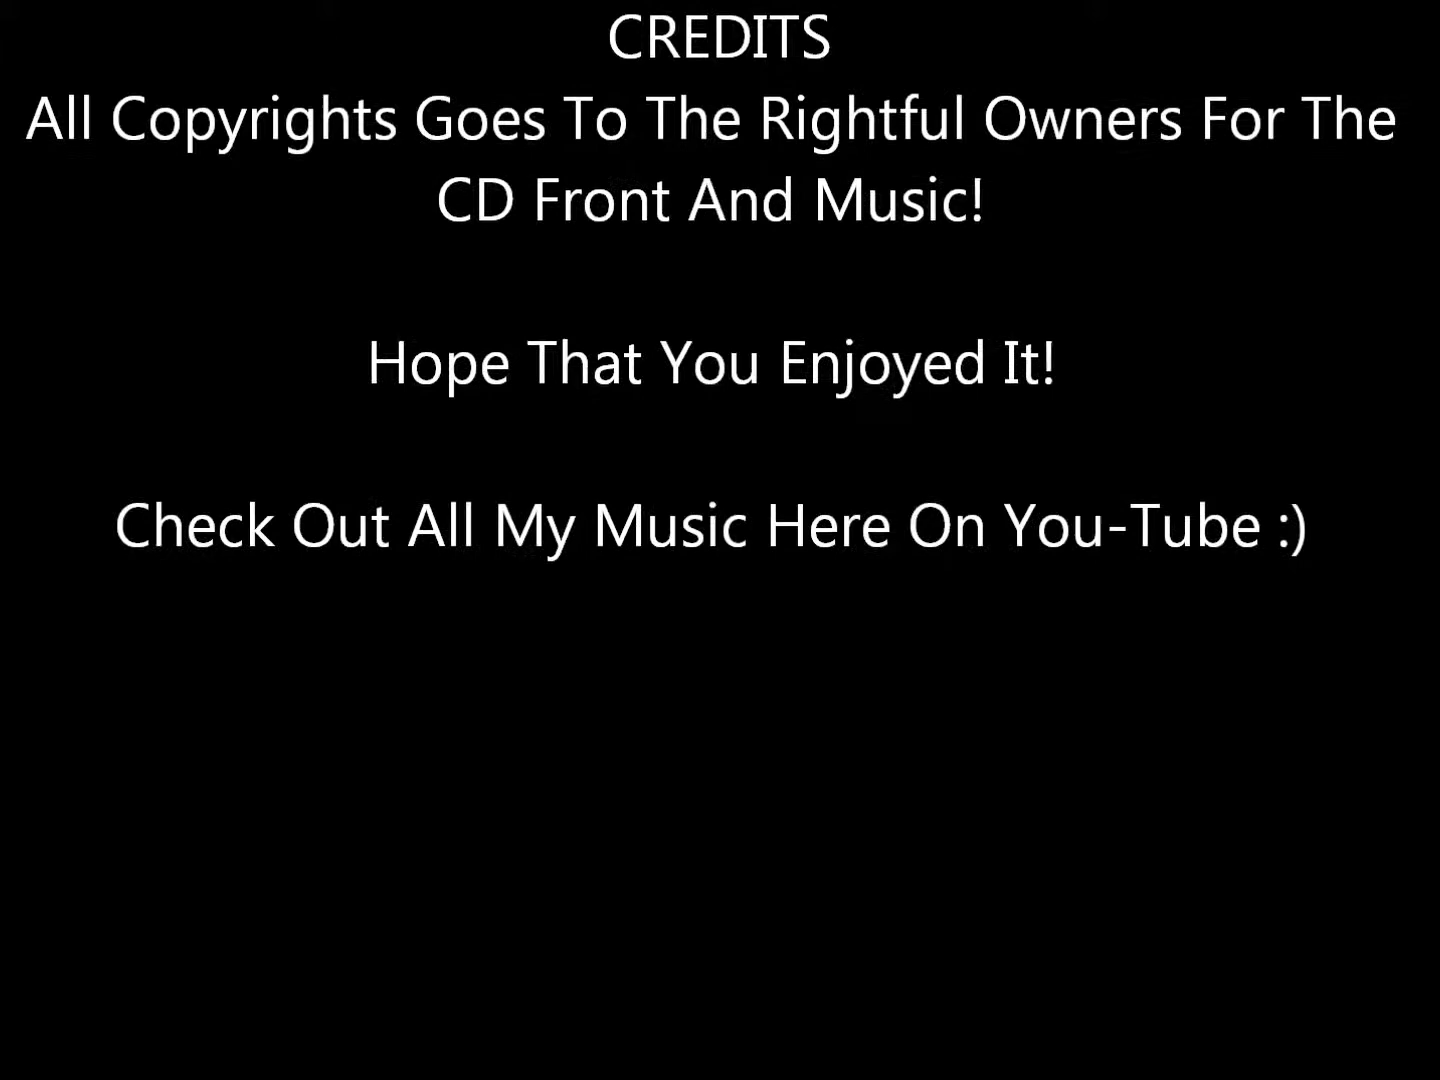 CREDITS
All Copyrights Goes To The Rightful Owners For The
CD Front And Music!
Hope That You Enjoyed It!
Check Out All My Music Here On You-Tube :)